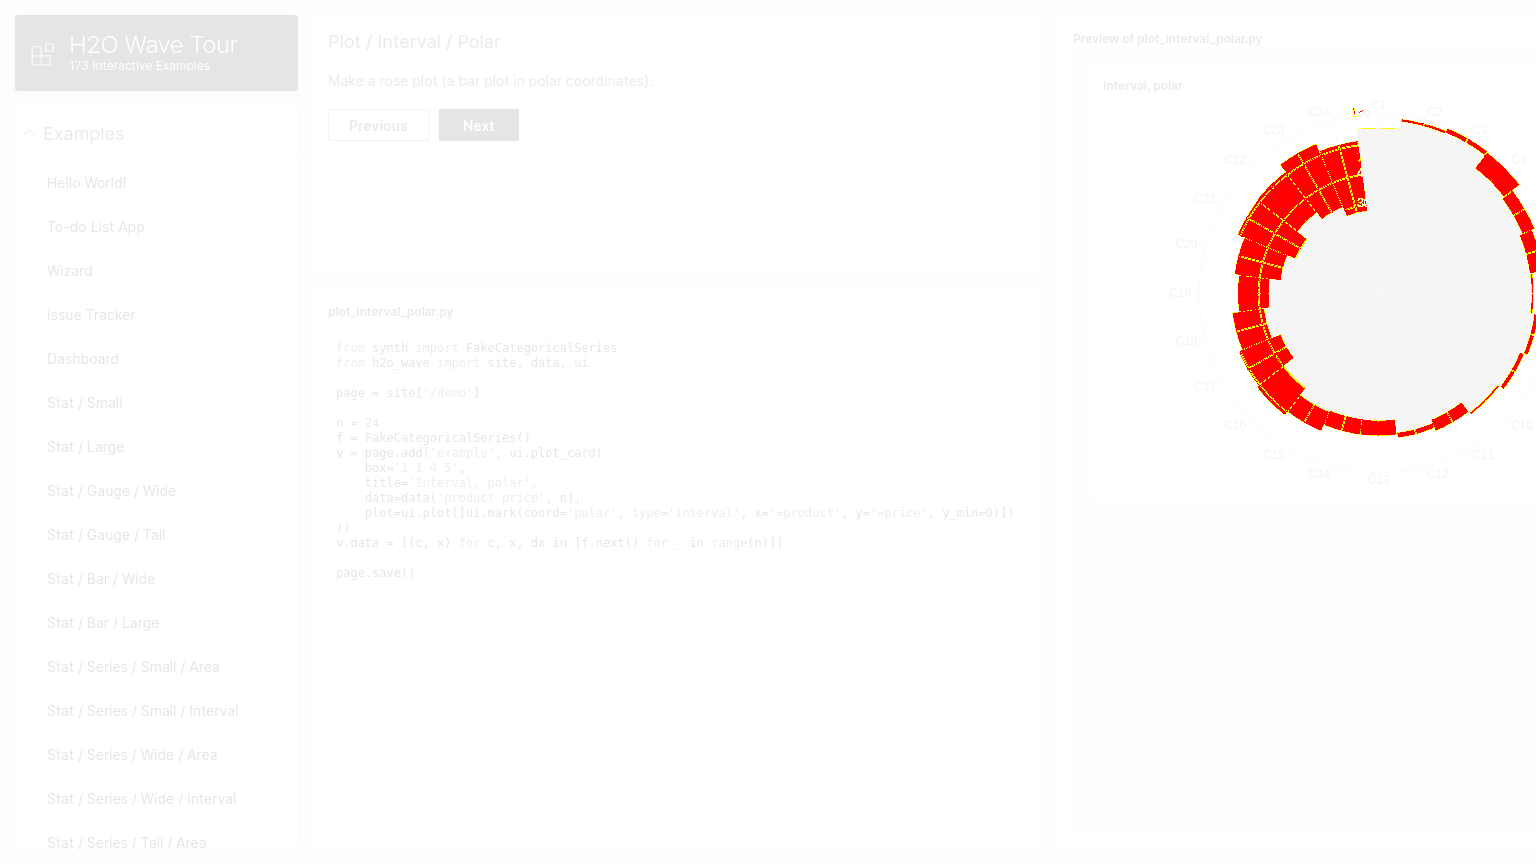 H2O Wave Tour
173 Interactive Examples
Examples
Hello World!
To-do List App
Wizard
Issue Tracker
Dashboard
Stat / Small
Stat / Large
Stat / Gauge / Wide
Stat / Gauge / Tall
Stat / Bar / Wide
Stat / Bar / Large
Stat / Series / Small / Area
Stat / Series / Small / Interval
Stat / Series / Wide / Area
Stat / Series / Wide / Interval
Stat / Series / Tall / Area
Plot / Interval / Polar
Make a rose plot (a bar plot in polar coordinates).
Previous
Next
plot_interval_polar.py
from synth import FakeCategoricalSeries
from h2o_wave import site, data, ui
page = site['/demo']
n = 24
f = FakeCategoricalSeries()
v = page.add('example', ui.plot_card(
    box='1 1 4 5',
    title='Interval, polar',
    data=data('product price', n),
    plot=ui.plot([ui.mark(coord='polar', type='interval', x='=product', y='=price', y_min=0)])
))
v.data = [(c, x) for c, x, dx in [f.next() for _ in range(n)]]
page.save()
Preview of plot_interval_polar.py
Interval, polar
C1
C2
C3
C4
C10
C11
C12
C13
C14
C15
C16
C17
C18
C19
C20
C21
C22
C23
C24